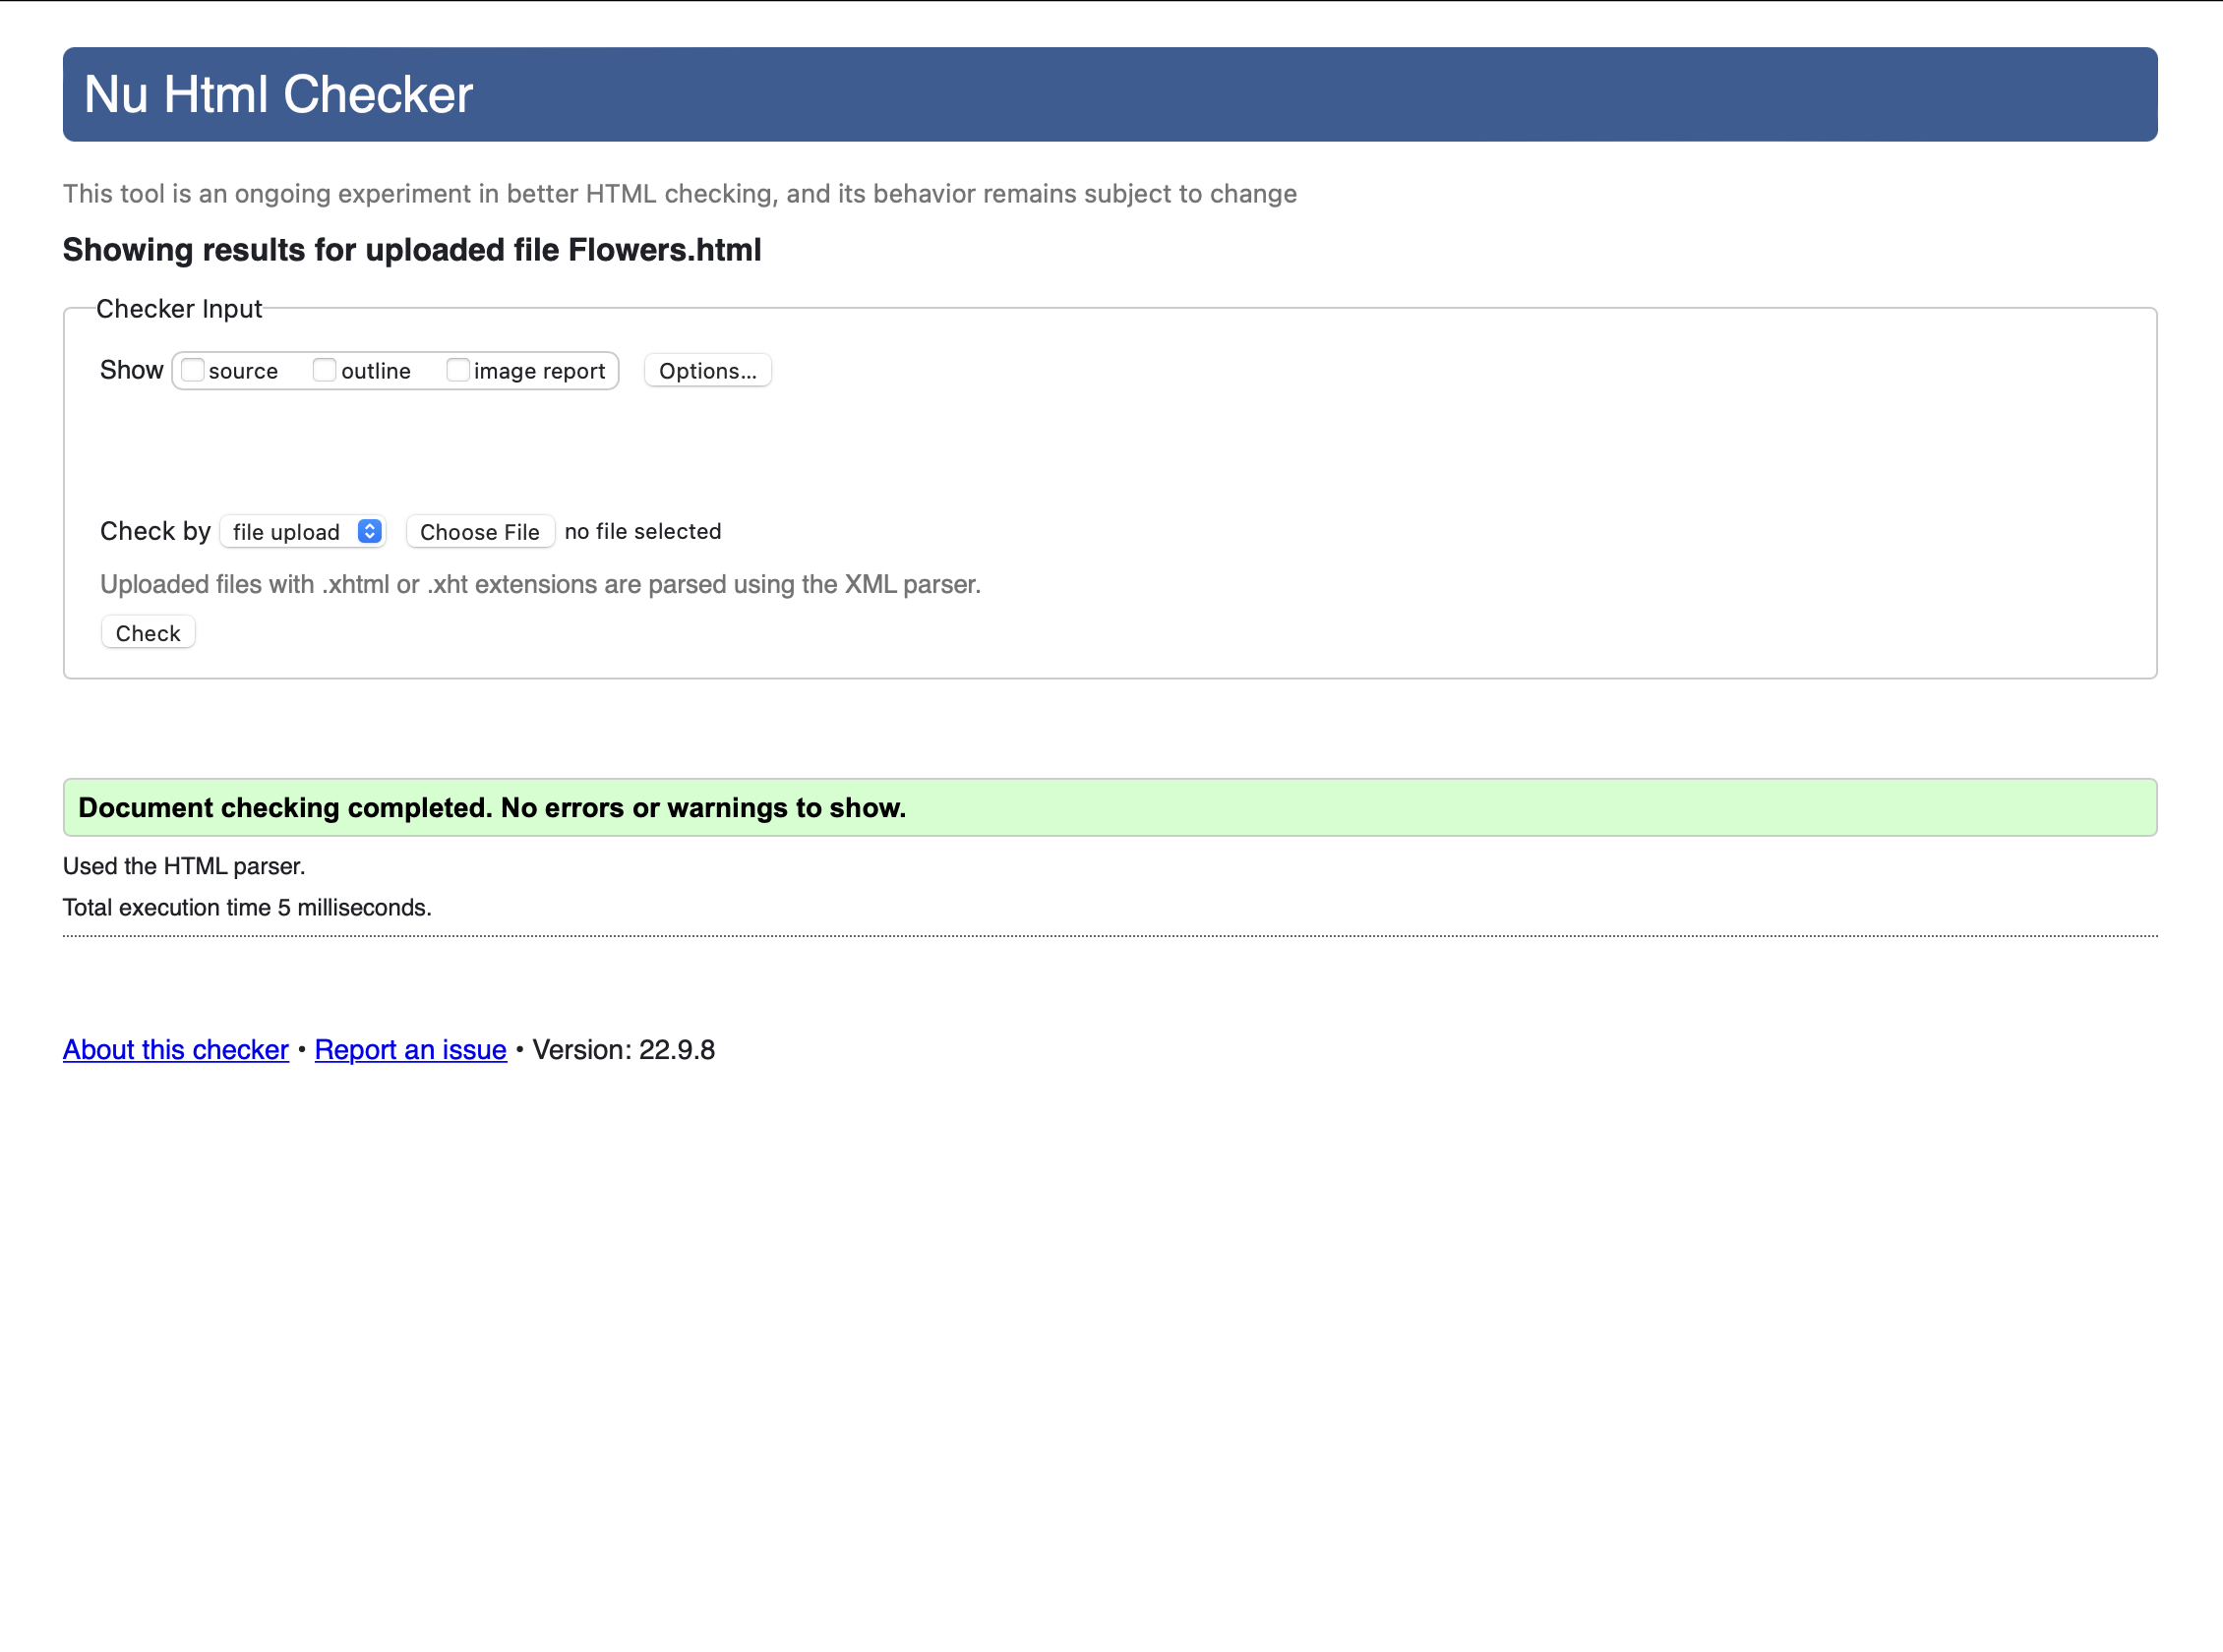 Nu Html Checker
This tool is an ongoing experiment in better HTML checking, and its behavior remains subject to change
Showing results for uploaded file Flowers.html
Checker Input
Show source outline image report Options...
Check by file upload Choose File no file selected
Uploaded files with .xhtml or .xht extensions are parsed using the XML parser.
Check
Document checking completed. No errors or warnings to show.
Used the HTML parser.
Total execution time 5 milliseconds.
About this checker • Report an issue • Version: 22.9.8